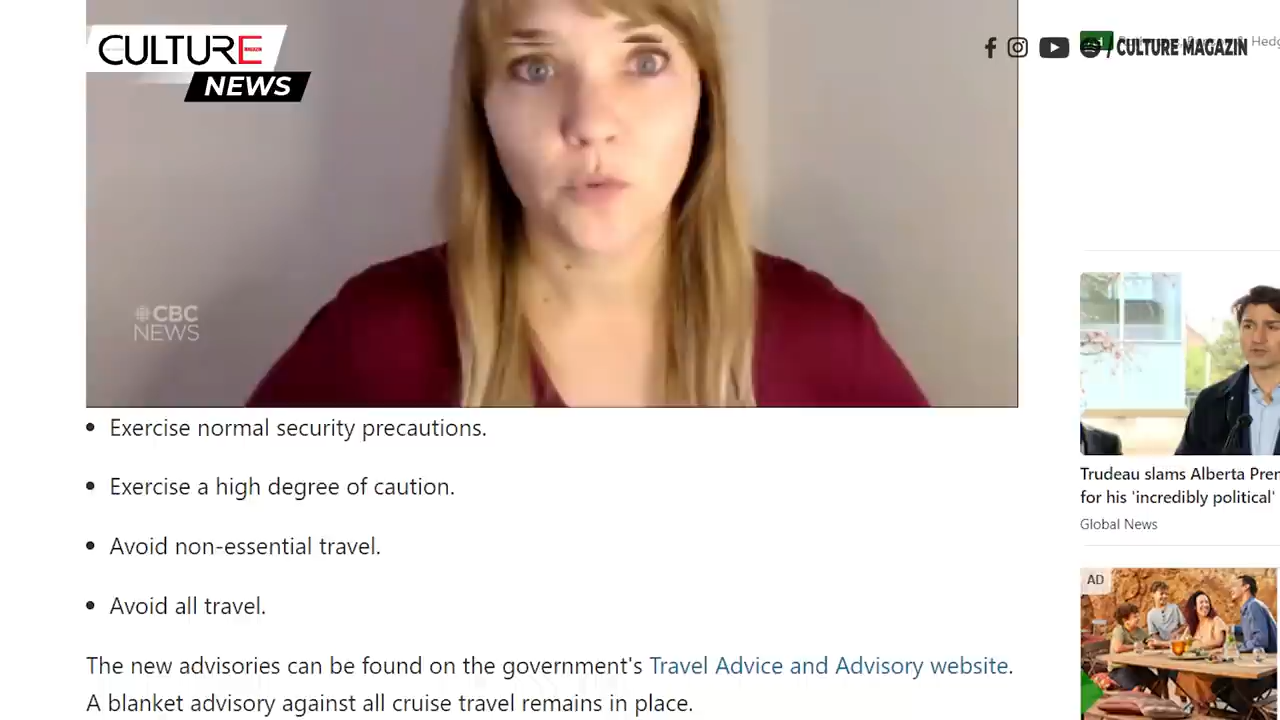 CULTURE
NEWS
/ CULTURE MAGAZIN
CBC
NEWS
• Exercise normal security precautions.
• Exercise a high degree of caution.
• Avoid non-essential travel.
• Avoid all travel.
The new advisories can be found on the government's Travel Advice and Advisory website.
A blanket advisory against all cruise travel remains in place.
Trudeau slams Alberta Prem
for his 'incredibly political'
Global News
AD